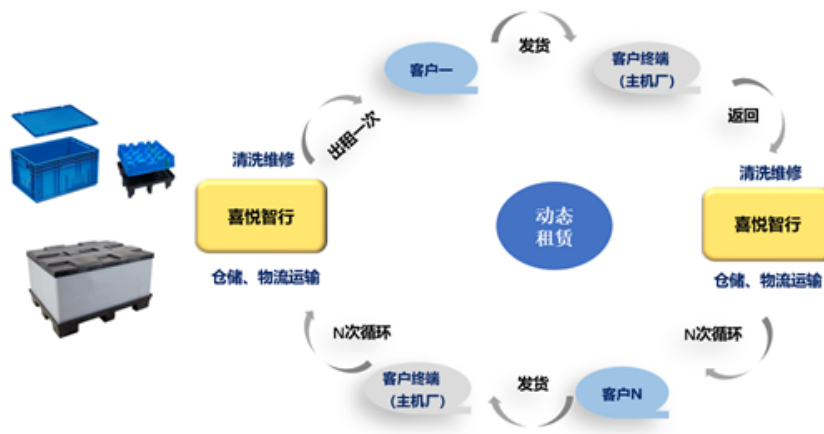 发货
客户一
客户终端
（主机厂）
出租一次
返回
清洗维修
清洗维修
喜悦智行
动态
租赁
喜悦智行
仓储、物流运输
仓储、物流运输
N次循环
N次循环
客户终端
（主机厂）
发货
客户N